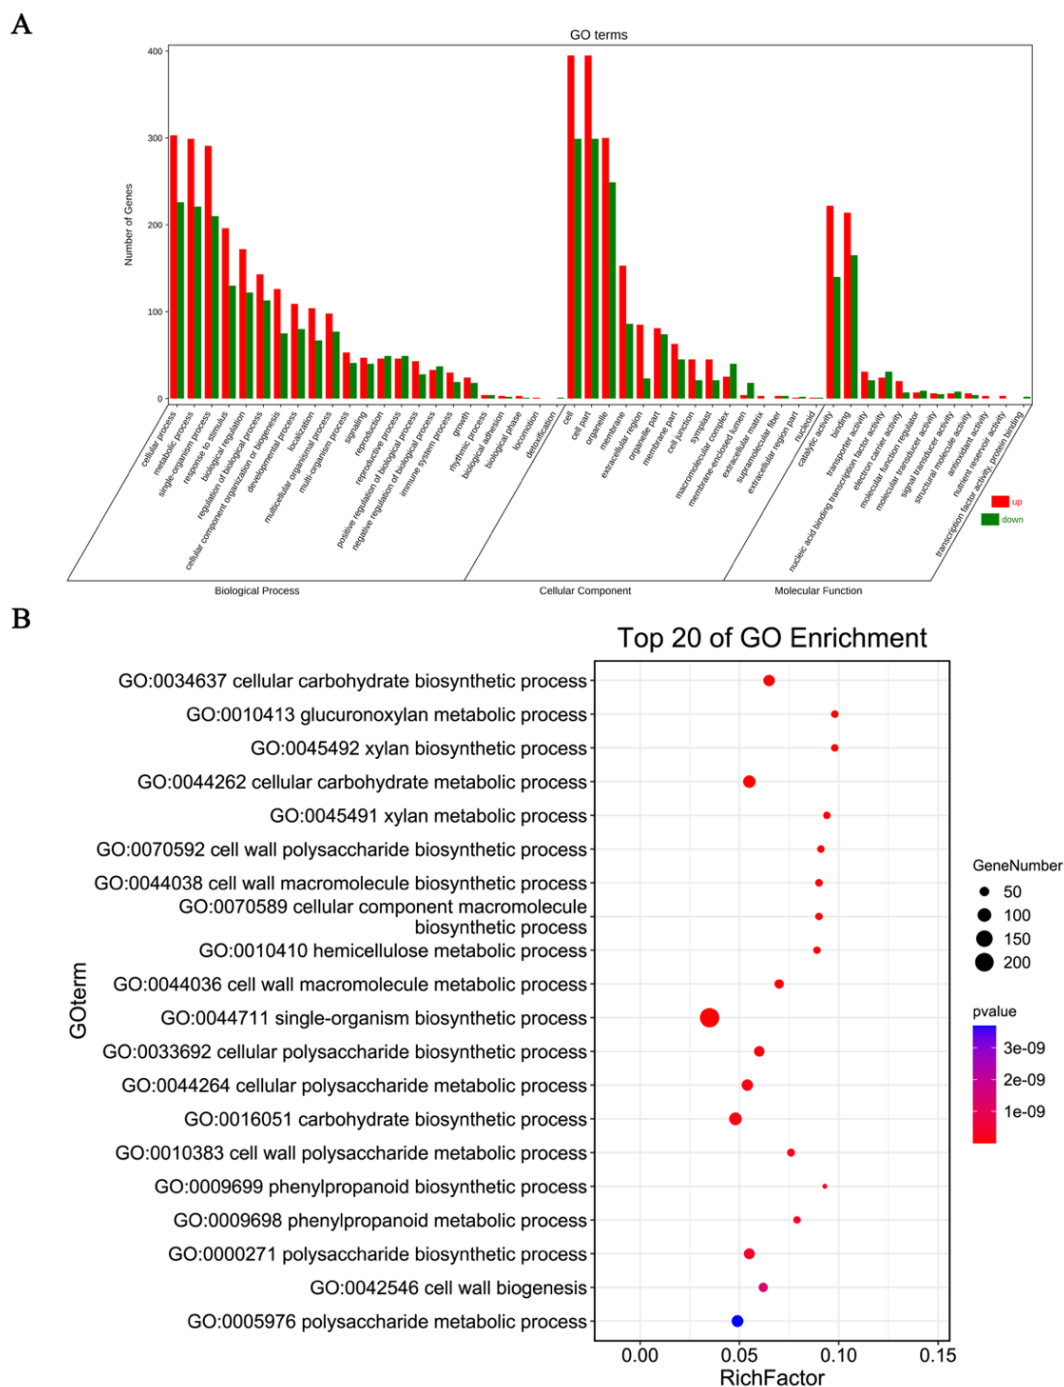 A
GO terms
400
300
200
100
0
Number of Genes
cellular process
metabolic process
single-organism process
response to stimulus
biological regulation
regulation of biological process
cellular component organization or biogenesis
developmental process
localization
multicellular organismal process
multi-organism process
signaling
reproduction
reproductive process
positive regulation of biological process
negative regulation of biological process
immune system process
growth
rhythmic process
biological adhesion
biological phase
locomotion
detoxification
cell
cell part
organelle
membrane
extracellular region
organelle part
membrane part
cell junction
symplast
macromolecular complex
membrane-enclosed lumen
extracellular matrix
supramolecular fiber
extracellular region part
nucleoid
catalytic activity
binding
transporter activity
nucleic acid binding transcription factor activity
electron carrier activity
molecular function regulator
molecular transducer activity
signal transducer activity
structural molecule activity
antioxidant activity
nutrient reservoir activity
transcription factor activity, protein binding
up
down
Biological Process
Cellular Component
Molecular Function
B
Top 20 of GO Enrichment
GOterm
GO:0034637 cellular carbohydrate biosynthetic process
GO:0010413 glucuronoxylan metabolic process
GO:0045492 xylan biosynthetic process
GO:0044262 cellular carbohydrate metabolic process
GO:0045491 xylan metabolic process
GO:0070592 cell wall polysaccharide biosynthetic process
GO:0044038 cell wall macromolecule biosynthetic process
GO:0070589 cellular component macromolecule
biosynthetic process
GO:0010410 hemicellulose metabolic process
GO:0044036 cell wall macromolecule metabolic process
GO:0044711 single-organism biosynthetic process
GO:0033692 cellular polysaccharide biosynthetic process
GO:0044264 cellular polysaccharide metabolic process
GO:0016051 carbohydrate biosynthetic process
GO:0010383 cell wall polysaccharide metabolic process
GO:0009699 phenylpropanoid biosynthetic process
GO:0009698 phenylpropanoid metabolic process
GO:0000271 polysaccharide biosynthetic process
GO:0042546 cell wall biogenesis
GO:0005976 polysaccharide metabolic process
0.00 0.05 0.10 0.15
RichFactor
GeneNumber
50
100
150
200
pvalue
3e-09
2e-09
1e-09